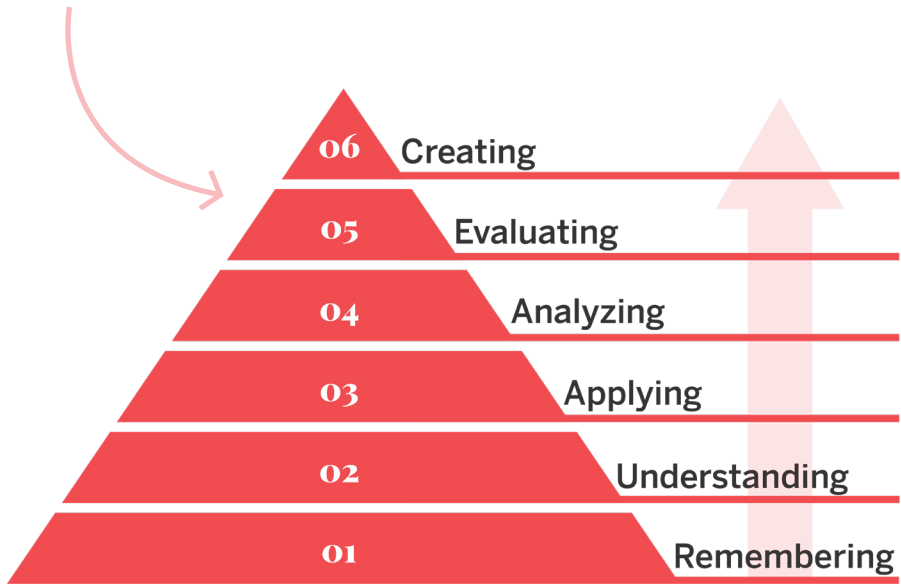 06 Creating
05 Evaluating
04 Analyzing
03 Applying
02 Understanding
01 Remembering